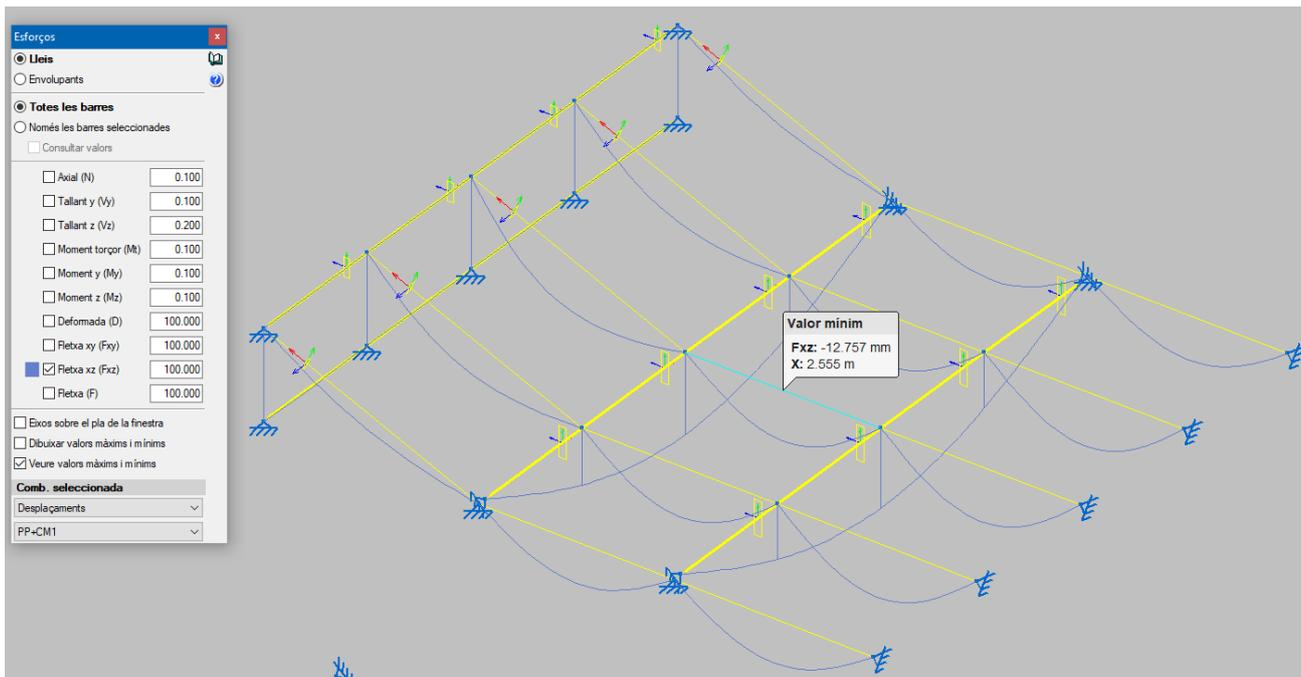 Esforços
Lleis
Envolupants
Totes les barres
Només les barres seleccionades
Consultar valors
Axial (N) 0.100
Tallant y (Vy) 0.100
Tallant z (Vz) 0.200
Moment torçor (Mt) 0.100
Moment y (My) 0.100
Moment z (Mz) 0.100
Deformada (D) 100.000
Fletxa xy (Fxy) 100.000
Fletxa xz (Fxz) 100.000
Fletxa (F) 100.000
Eixos sobre el pla de la finestra
Dibuixar valors màxims i mínims
Veure valors màxims i mínims
Comb. seleccionada
Desplaçaments
PP+CM1
Valor mínim
Fxz: -12.757 mm
X: 2.555 m